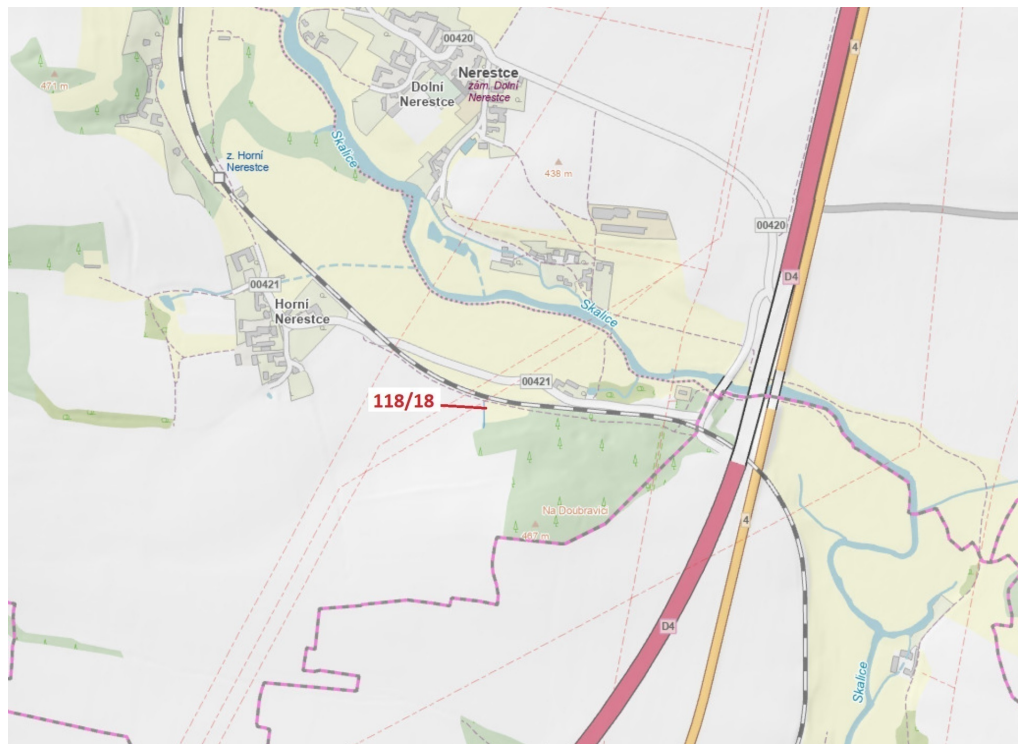 00420
4
Nerestce
zám. Dolní
Nerestce
Dolní
Nerestce
471 m
Skalice
z. Horní
Nerestce
438 m
00420
D4
00421
Horní
Nerestce
Skalice
00421
118/18
Na Doubravici
467 m
4
D4
Skalice